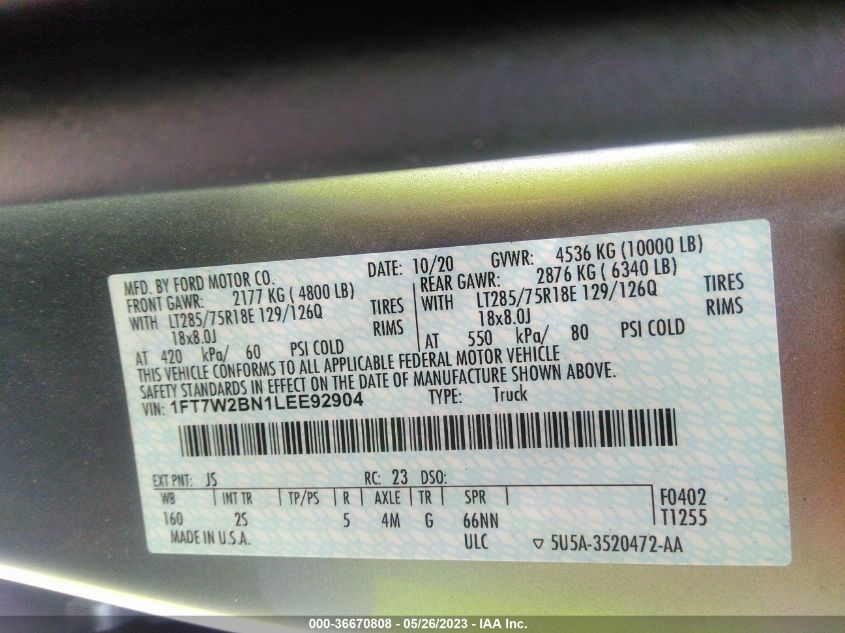 MFD. BY FORD MOTOR CO. DATE: 10/20 GVWR: 4536 KG (10000 LB)
FRONT GAWR: 2177 KG ( 4800 LB) REAR GAWR: 2876 KG ( 6340 LB)
WITH LT285/75R18E 129/126Q TIRES WITH LT285/75R18E 129/126Q TIRES
18x8.0J RIMS 18x8.0J RIMS
AT 420 kPa/ 60 PSI COLD AT 550 kPa/ 80 PSI COLD
THIS VEHICLE CONFORMS TO ALL APPLICABLE FEDERAL MOTOR VEHICLE
SAFETY STANDARDS IN EFFECT ON THE DATE OF MANUFACTURE SHOWN ABOVE.
VIN: 1FT7W2BN1LEE92904 TYPE: Truck
EXT PNT: JS RC: 23 DSO:
WB INT TR TP/PS R AXLE TR SPR F0402
160 2S 5 4M G 66NN T1255
MADE IN U.S.A. ULC ▽ 5U5A-3520472-AA
000-36670808 - 05/26/2023 - IAA Inc.